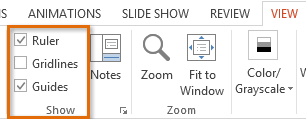 ANIMATIONS SLIDE SHOW REVIEW VIEW
Ruler
Gridlines
Guides
Show
Notes
Zoom
Fit to
Window
Zoom
Color/
Grayscale